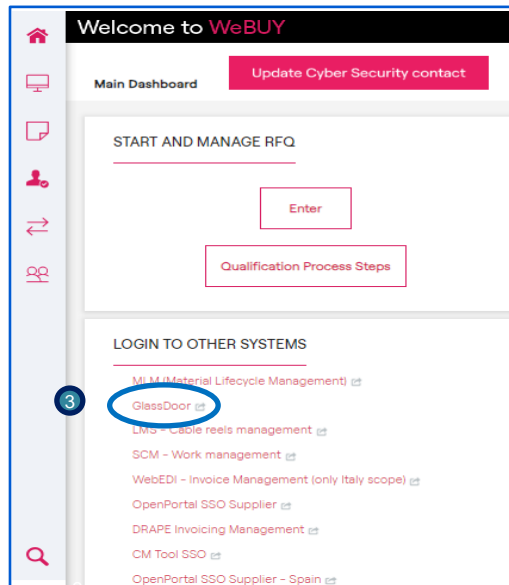 Welcome to WeBUY
Main Dashboard
Update Cyber Security contact
START AND MANAGE RFQ
Enter
Qualification Process Steps
LOGIN TO OTHER SYSTEMS
MLM (Material Lifecycle Management)
3
GlassDoor
LMS - Cable reels management
SCM - Work management
WebEDI - Invoice Management (only Italy scope)
OpenPortal SSO Supplier
DRAPE Invoicing Management
CM Tool SSO
OpenPortal SSO Supplier - Spain